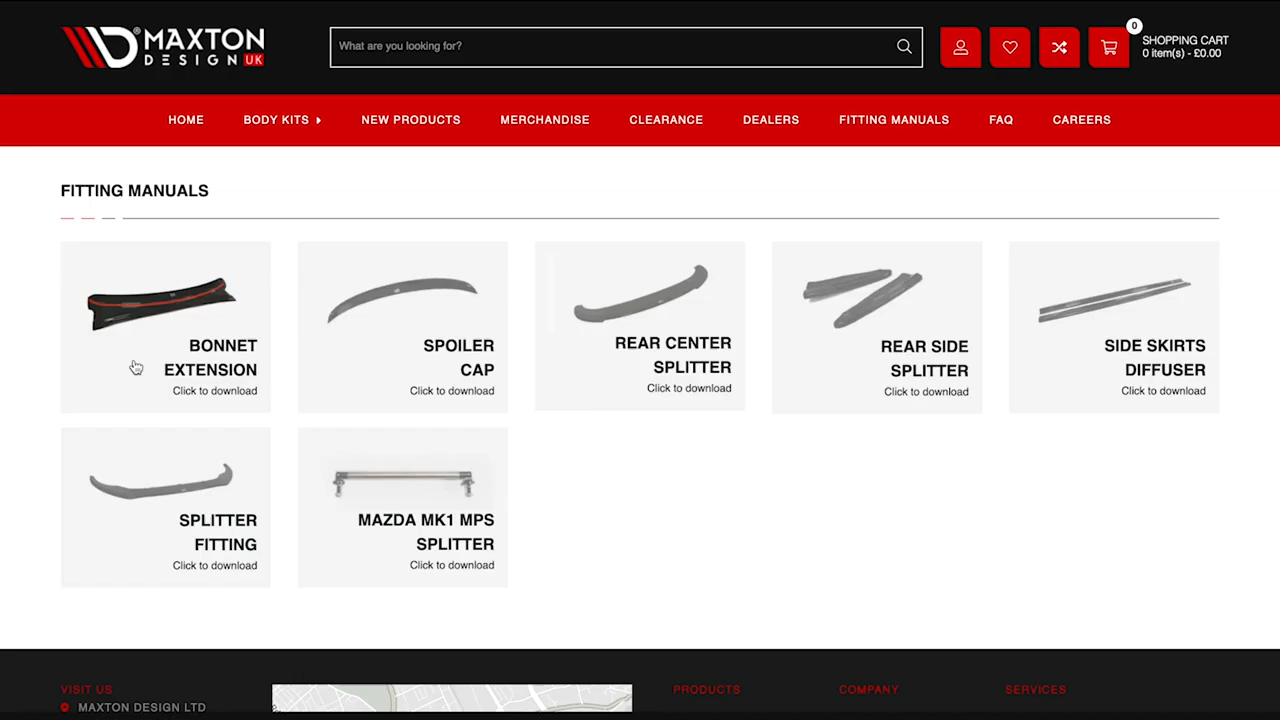 MAXTON
DESIGN UK
What are you looking for?
0
SHOPPING CART
0 item(s) - £0.00
HOME
BODY KITS
NEW PRODUCTS
MERCHANDISE
CLEARANCE
DEALERS
FITTING MANUALS
FAQ
CAREERS
FITTING MANUALS
BONNET
EXTENSION
Click to download
SPOILER
CAP
Click to download
REAR CENTER
SPLITTER
Click to download
REAR SIDE
SPLITTER
Click to download
SIDE SKIRTS
DIFFUSER
Click to download
SPLITTER
FITTING
Click to download
MAZDA MK1 MPS
SPLITTER
Click to download
VISIT US
MAXTON DESIGN LTD
PRODUCTS
COMPANY
SERVICES